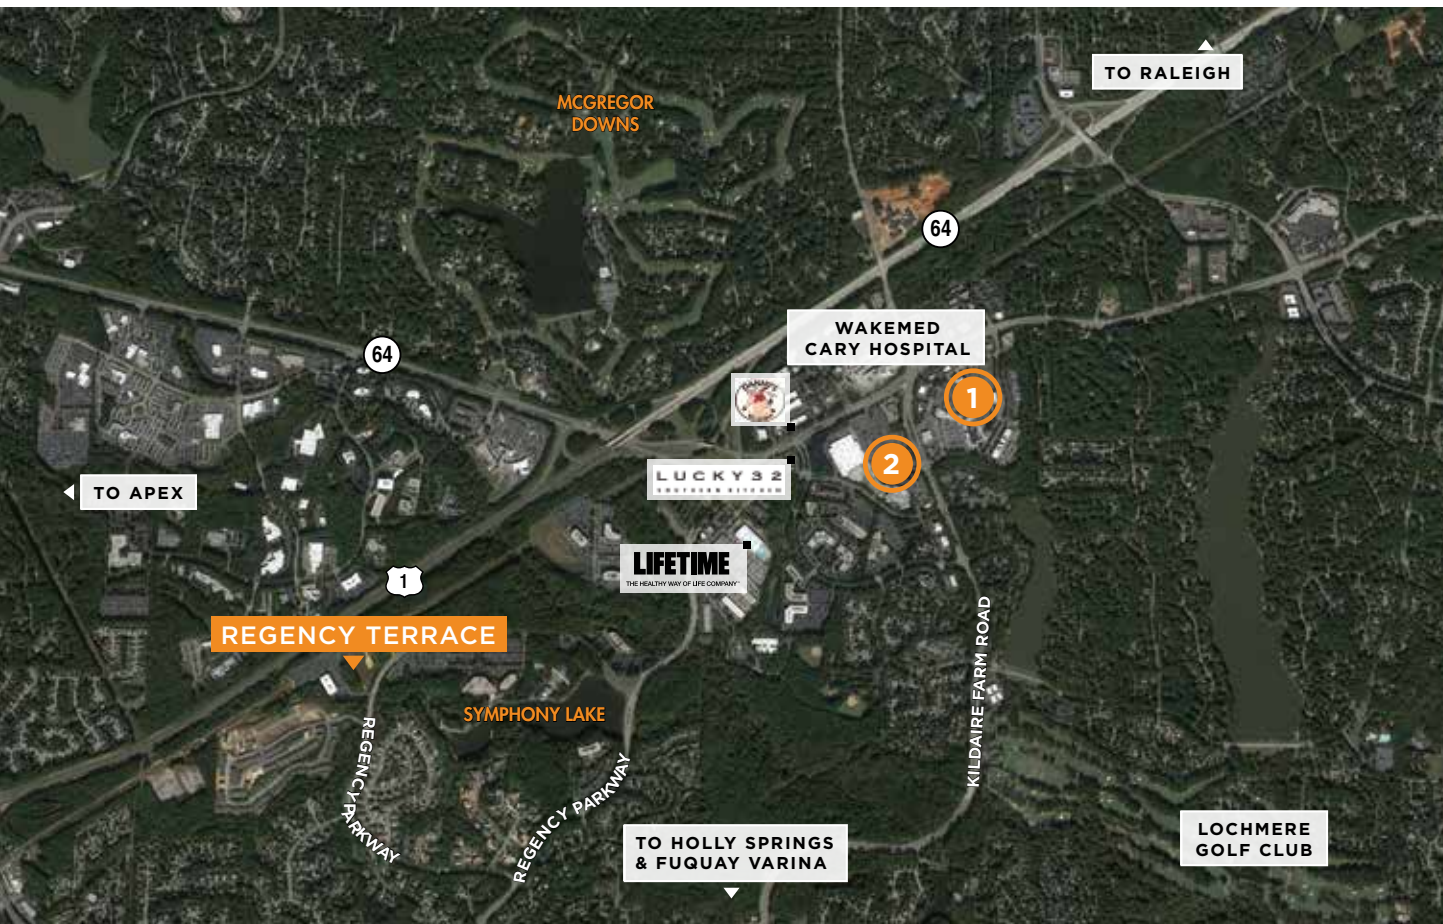 TO RALEIGH
MCGREGOR
DOWNS
64
WAKEMED
CARY HOSPITAL
64
1
2
LUCKY 32
TO APEX
LIFETIME
THE HEALTHY WAY OF LIFE COMPANY
1
REGENCY TERRACE
SYMPHONY LAKE
KILDAIRE FARM ROAD
REGENCY PARKWAY
REGENCY PARKWAY
TO HOLLY SPRINGS
& FUQUAY VARINA
LOCHMERE
GOLF CLUB